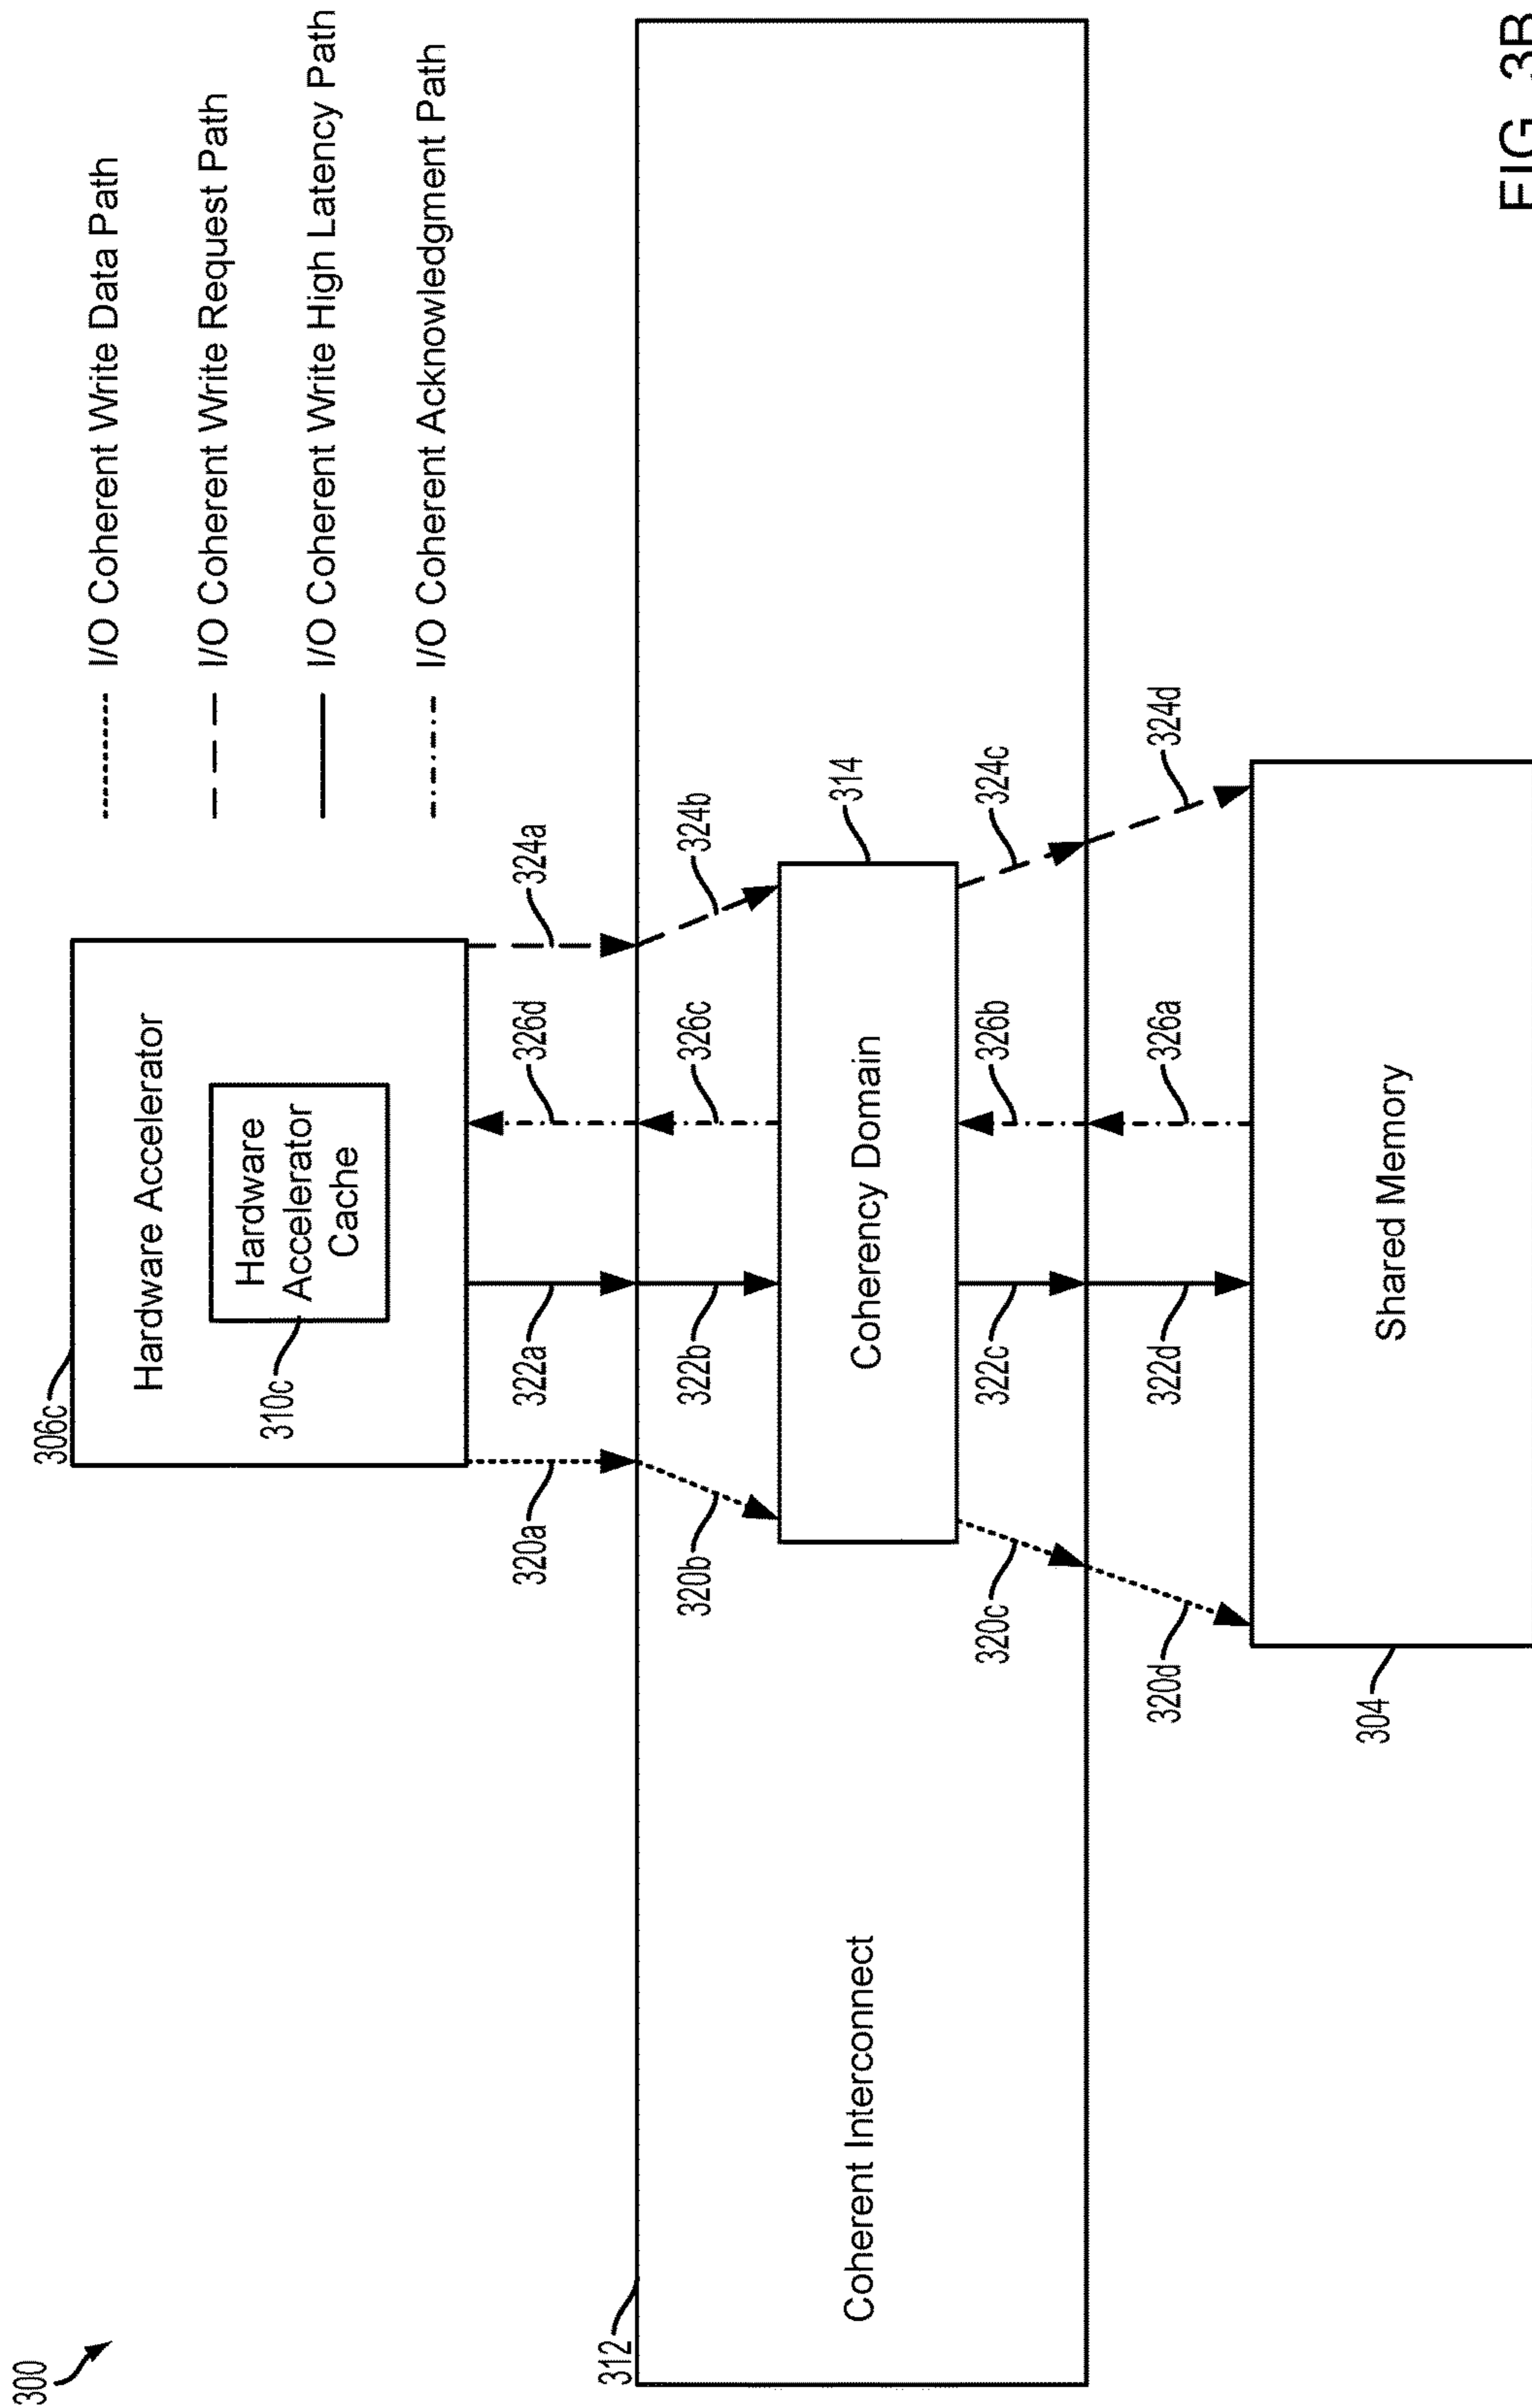 300
306c
Hardware Accelerator
310c
Hardware
Accelerator
Cache
I/O Coherent Write Data Path
I/O Coherent Write Request Path
I/O Coherent Write High Latency Path
I/O Coherent Acknowledgment Path
320a
322a
326d
324a
312
320b
322b
326c
324b
Coherent Interconnect
Coherency Domain
314
320c
322c
326b
324c
320d
322d
326a
324d
304
Shared Memory
FIG. 3B